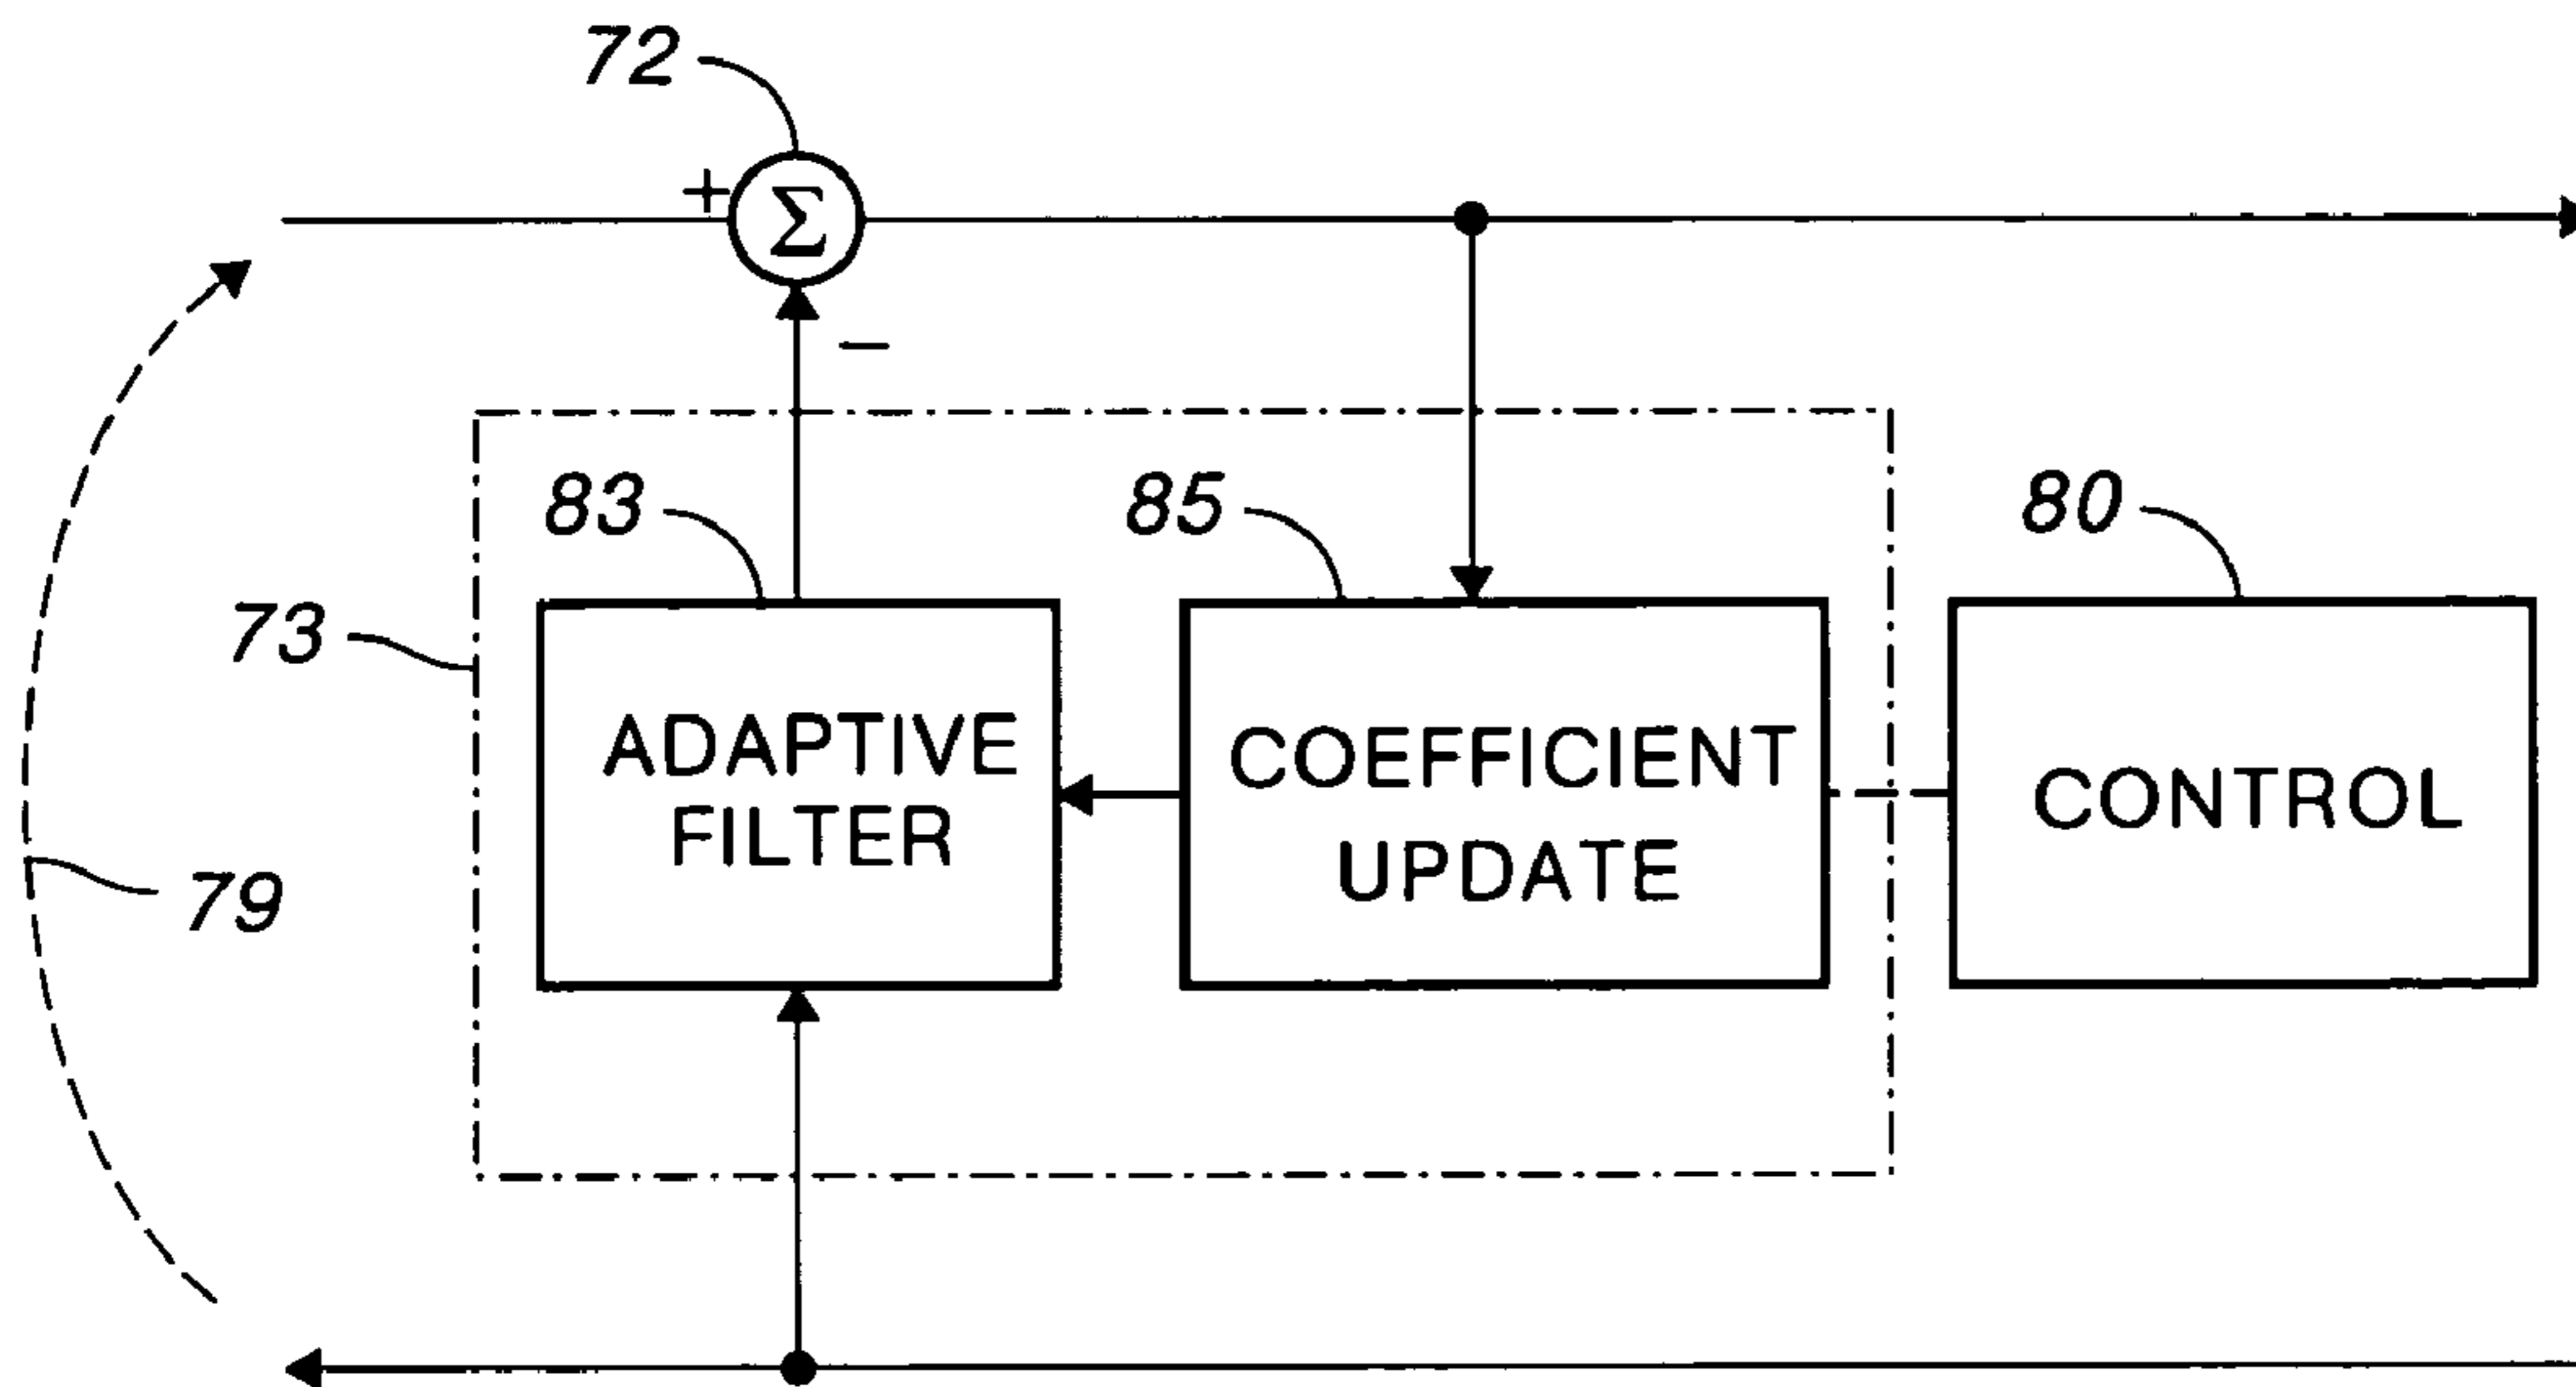 72
+
Σ
−
83
85
80
73
ADAPTIVE
FILTER
COEFFICIENT
UPDATE
CONTROL
79